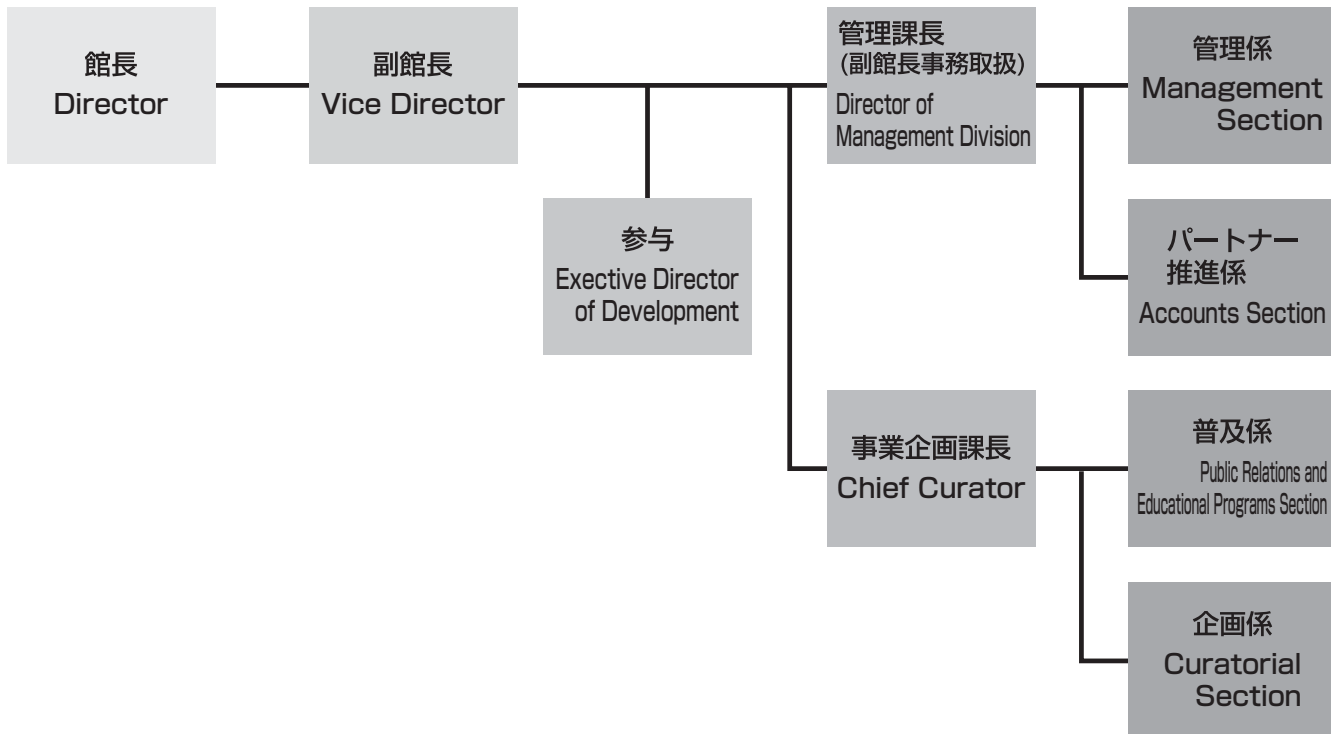 館長
Director
副館長
Vice Director
参与
Exective Director
of Development
管理課長
(副館長事務取扱)
Director of
Management Division
管理係
Management
Section
パートナー
推進係
Accounts Section
事業企画課長
Chief Curator
普及係
Public Relations and
Educational Programs Section
企画係
Curatorial
Section